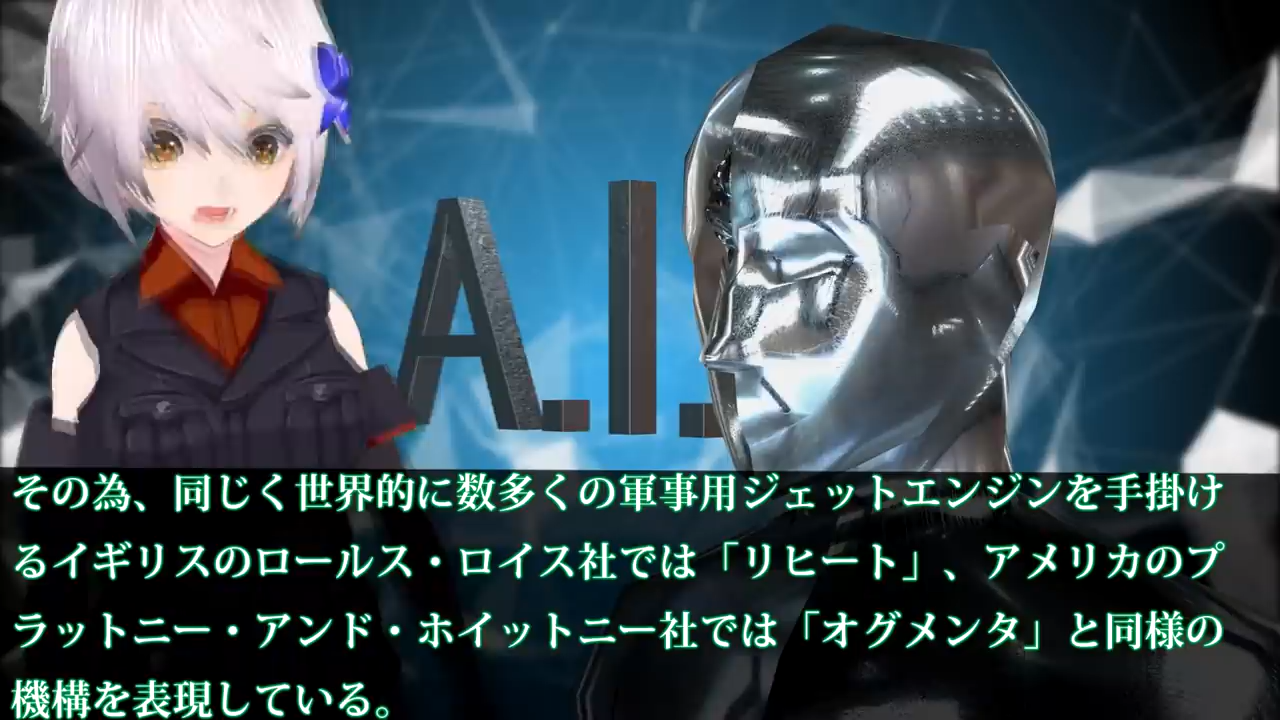 A.I.
その為、同じく世界的に数多くの軍事用ジェットエンジンを手掛け
るイギリスのロールス・ロイス社では「リヒート」、アメリカのプ
ラットニー・アンド・ホイットニー社では「オグメンタ」と同様の
機構を表現している。